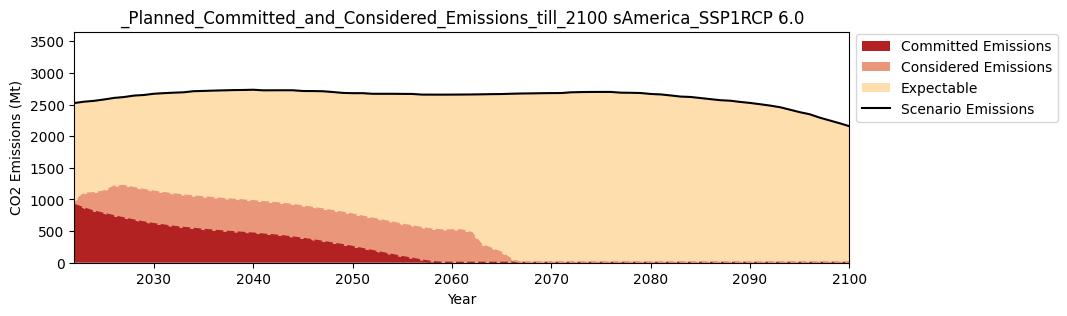 _Planned_Committed_and_Considered_Emissions_till_2100 sAmerica_SSP1RCP 6.0
3500
3000
2500
2000
1500
1000
500
0
CO2 Emissions (Mt)
2030 2040 2050 2060 2070 2080 2090 2100
Year
Committed Emissions
Considered Emissions
Expectable
Scenario Emissions